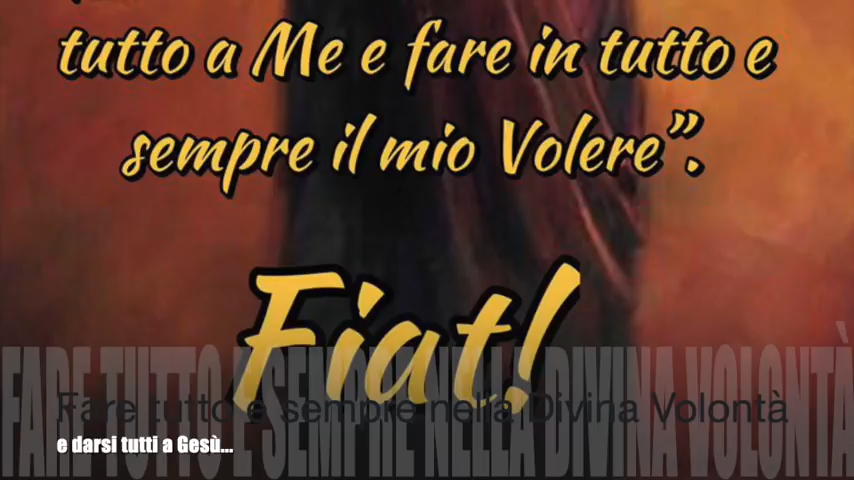 tutto a Me e fare in tutto e
sempre il mio Volere”.
Fiat!
FARE TUTTO E SEMPRE NELLA DIVINA VOLONTÀ
Fare tutto e sempre nella Divina Volontà
e darsi tutti a Gesù...